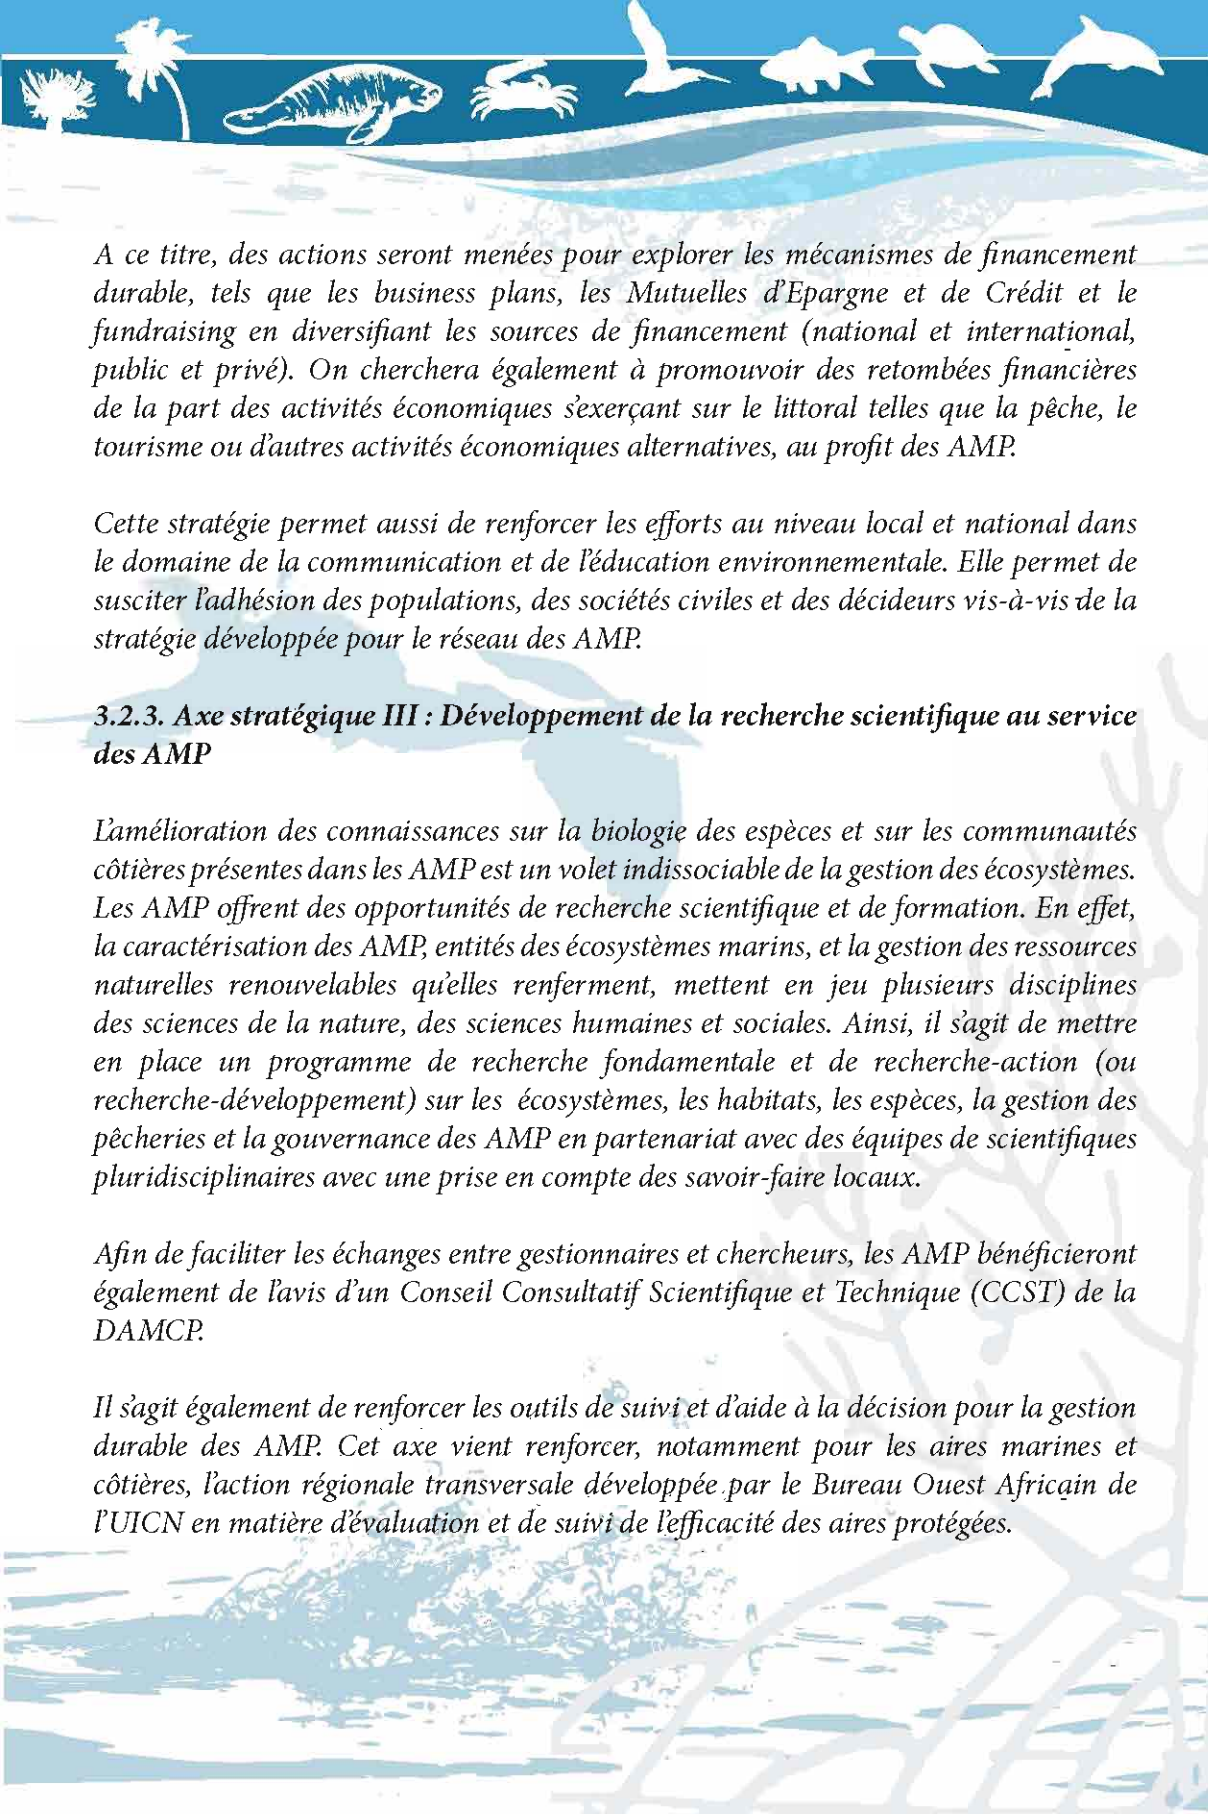 A ce titre, des actions seront menées pour explorer les mécanismes de financement
durable, tels que les business plans, les Mutuelles d'Epargne et de Crédit et le
fundraising en diversifiant les sources de financement (national et international,
public et privé). On cherchera également à promouvoir des retombées financières
de la part des activités économiques s'exerçant sur le littoral telles que la pêche, le
tourisme ou d'autres activités économiques alternatives, au profit des AMP.
Cette stratégie permet aussi de renforcer les efforts au niveau local et national dans
le domaine de la communication et de l'éducation environnementale. Elle permet de
susciter l'adhésion des populations, des sociétés civiles et des décideurs vis-à-vis de la
stratégie développée pour le réseau des AMP.
3.2.3. Axe stratégique III : Développement de la recherche scientifique au service
des AMP
L'amélioration des connaissances sur la biologie des espèces et sur les communautés
côtières présentes dans les AMP est un volet indissociable de la gestion des écosystèmes.
Les AMP offrent des opportunités de recherche scientifique et de formation. En effet,
la caractérisation des AMP, entités des écosystèmes marins, et la gestion des ressources
naturelles renouvelables qu'elles renferment, mettent en jeu plusieurs disciplines
des sciences de la nature, des sciences humaines et sociales. Ainsi, il s'agit de mettre
en place un programme de recherche fondamentale et de recherche-action (ou
recherche-développement) sur les écosystèmes, les habitats, les espèces, la gestion des
pêcheries et la gouvernance des AMP en partenariat avec des équipes de scientifiques
pluridisciplinaires avec une prise en compte des savoir-faire locaux.
Afin de faciliter les échanges entre gestionnaires et chercheurs, les AMP bénéficieront
également de l'avis d'un Conseil Consultatif Scientifique et Technique (CCST) de la
DAMCP.
Il s'agit également de renforcer les outils de suivi et d'aide à la décision pour la gestion
durable des AMP. Cet axe vient renforcer, notamment pour les aires marines et
côtières, l'action régionale transversale développée par le Bureau Ouest Africain de
l'UICN en matière d'évaluation et de suivi de l'efficacité des aires protégées.